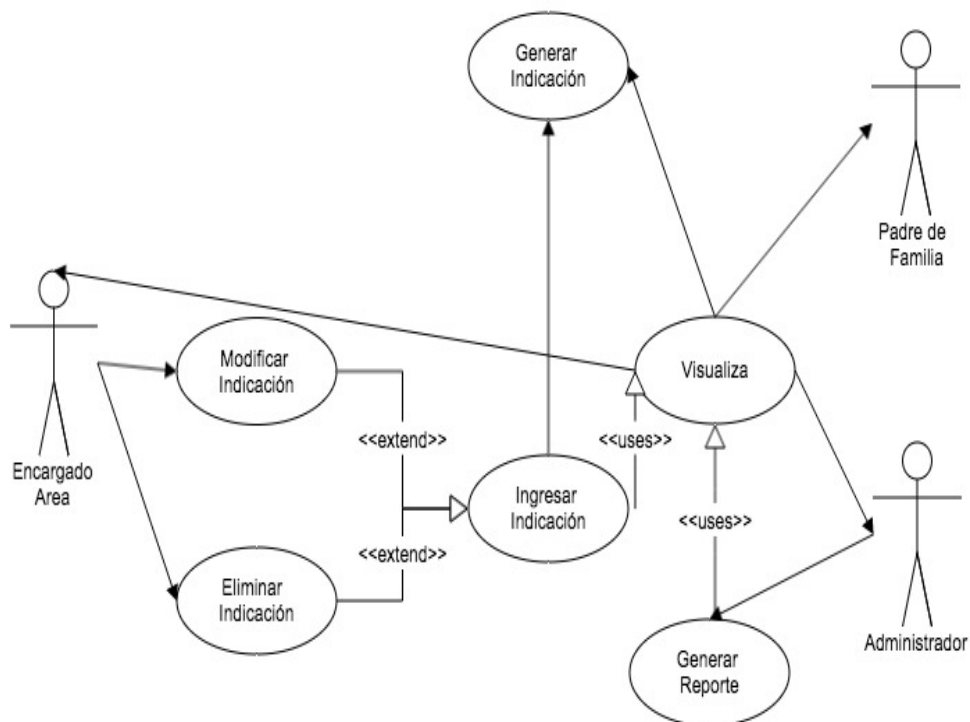 Generar
Indicación
Padre de
Familia
Modificar
Indicación
Visualiza
<<extend>>
<<uses>>
Encargado
Area
Ingresar
Indicación
<<uses>>
<<extend>>
Eliminar
Indicación
Administrador
Generar
Reporte